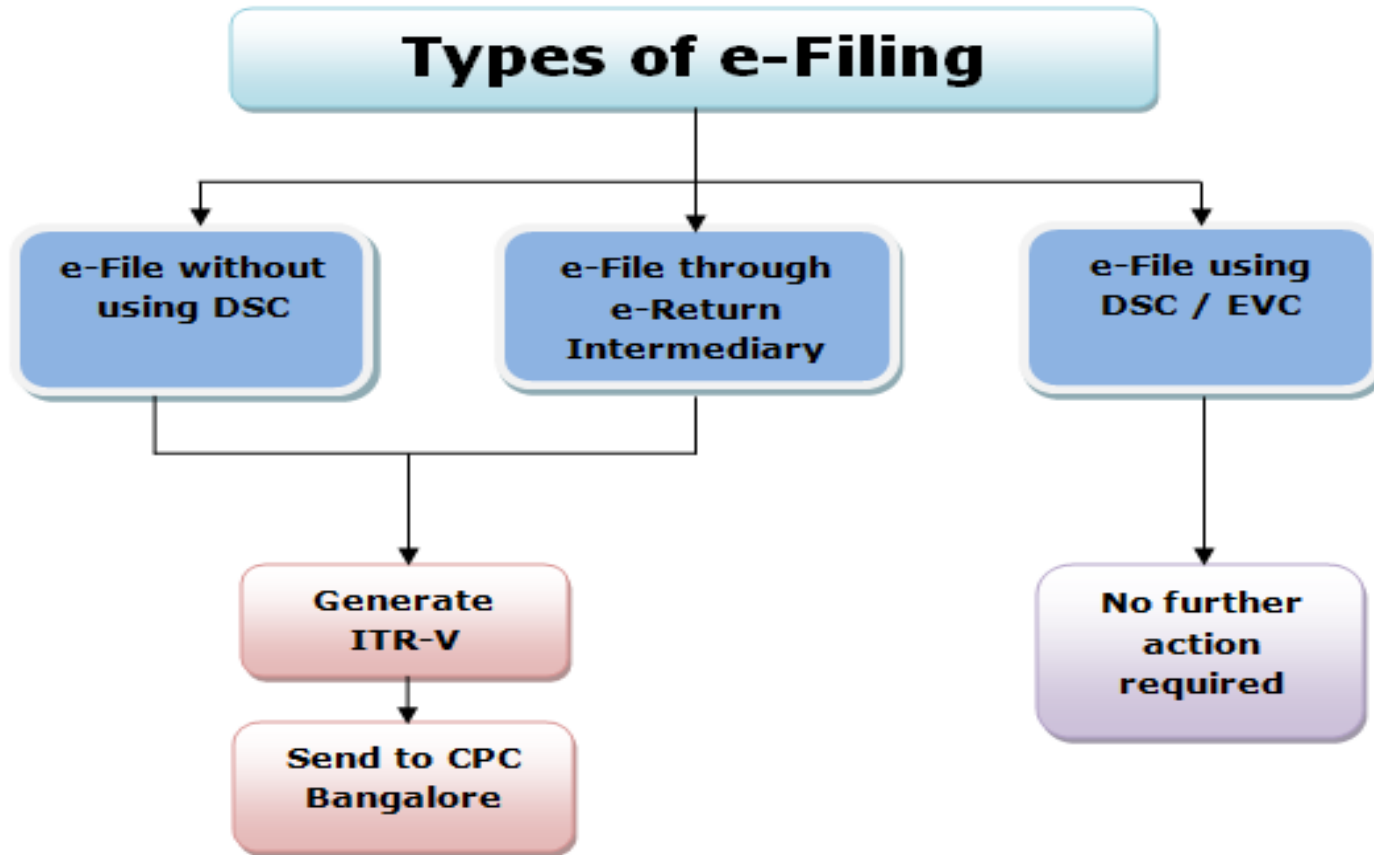 Types of e-Filing
e-File without
using DSC
e-File through
e-Return
Intermediary
e-File using
DSC / EVC
Generate
ITR-V
Send to CPC
Bangalore
No further
action
required